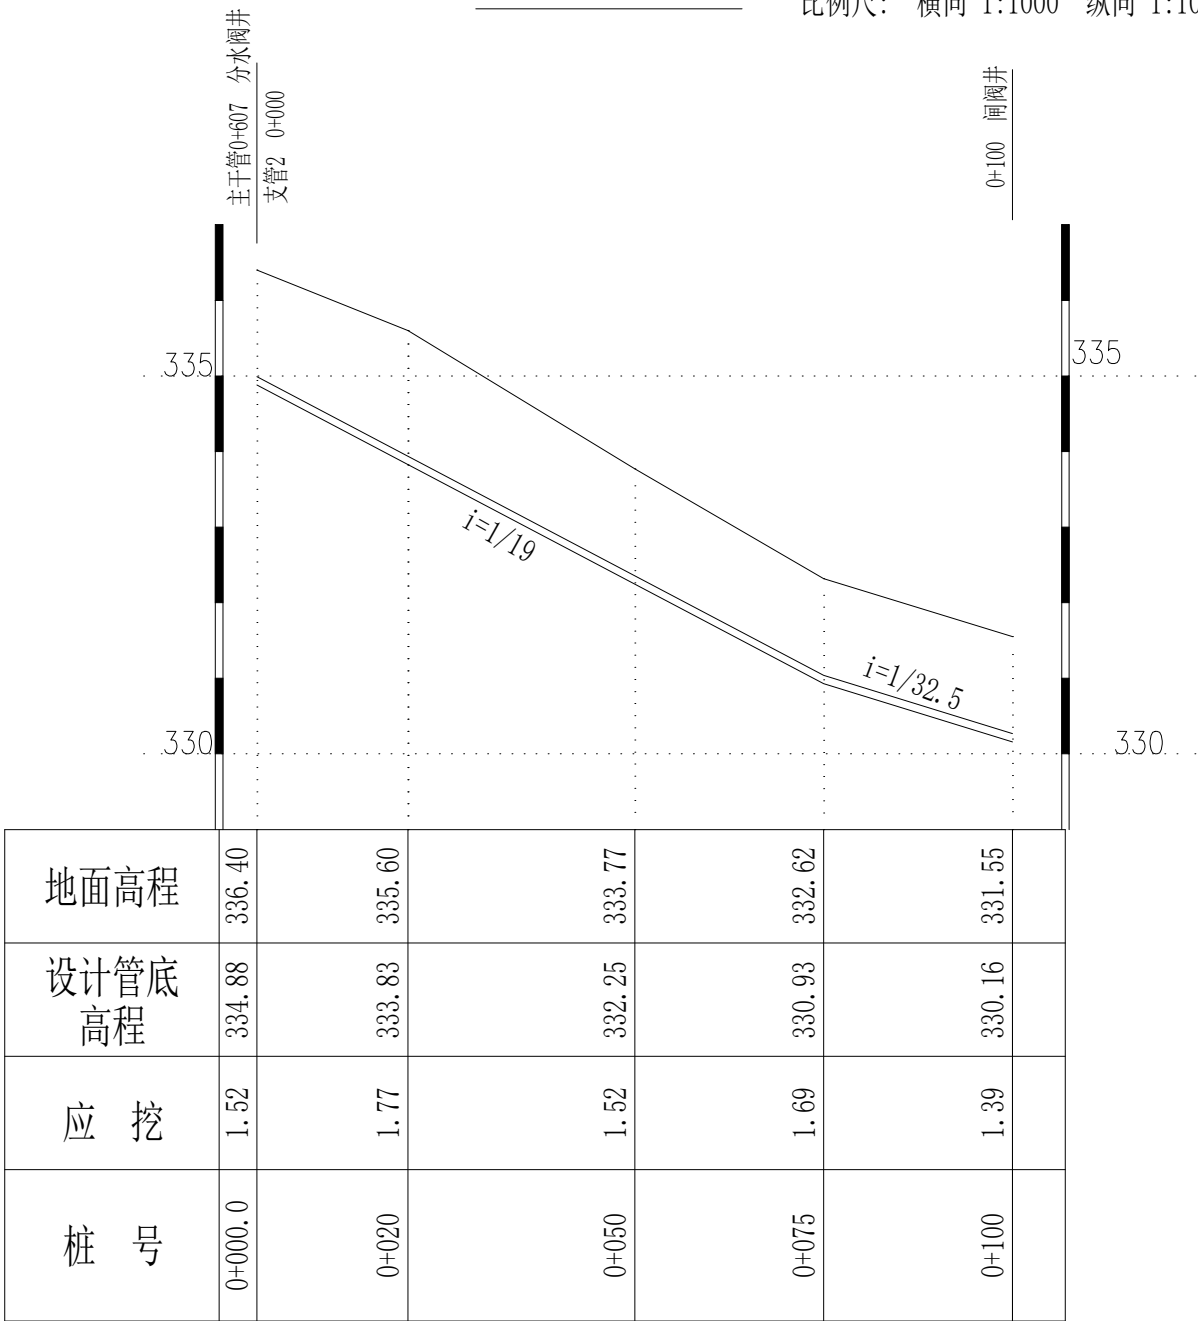 比例尺： 横向 1:1000 纵向 1:10
主干管0+607 分水阀井
支管2 0+000
0+100 闸阀井
335
335
i=1/19
i=1/32.5
330
330
地面高程 336.40 335.60 333.77 332.62 331.55
设计管底
高程 334.88 333.83 332.25 330.93 330.16
应 挖 1.52 1.77 1.52 1.69 1.39
桩 号 0+000.0 0+020 0+050 0+075 0+100